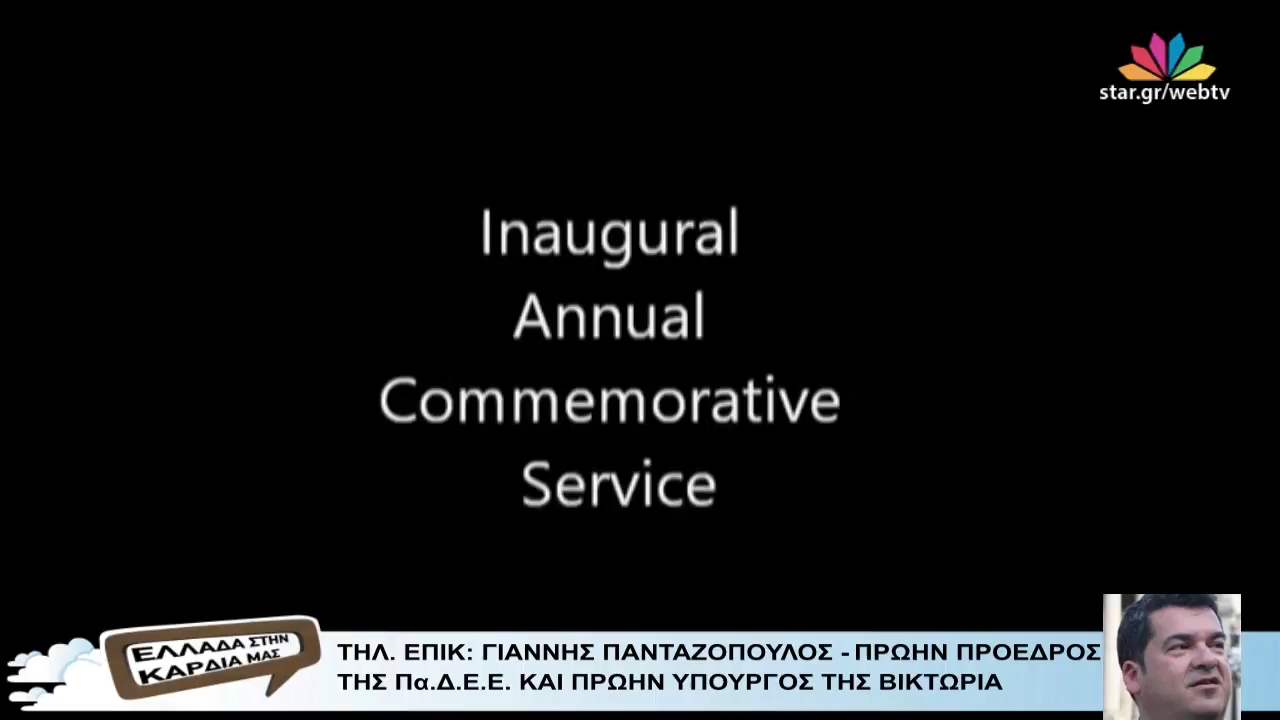 star.gr/webtv
Inaugural
Annual
Commemorative
Service
ΕΛΛΑΔΑ ΣΤΗΝ
ΚΑΡΔΙΑ ΜΑΣ
ΤΗΛ. ΕΠΙΚ: ΓΙΑΝΝΗΣ ΠΑΝΤΑΖΟΠΟΥΛΟΣ - ΠΡΩΗΝ ΠΡΟΕΔΡΟΣ
ΤΗΣ Πα.Δ.Ε.Ε. ΚΑΙ ΠΡΩΗΝ ΥΠΟΥΡΓΟΣ ΤΗΣ ΒΙΚΤΩΡΙΑ